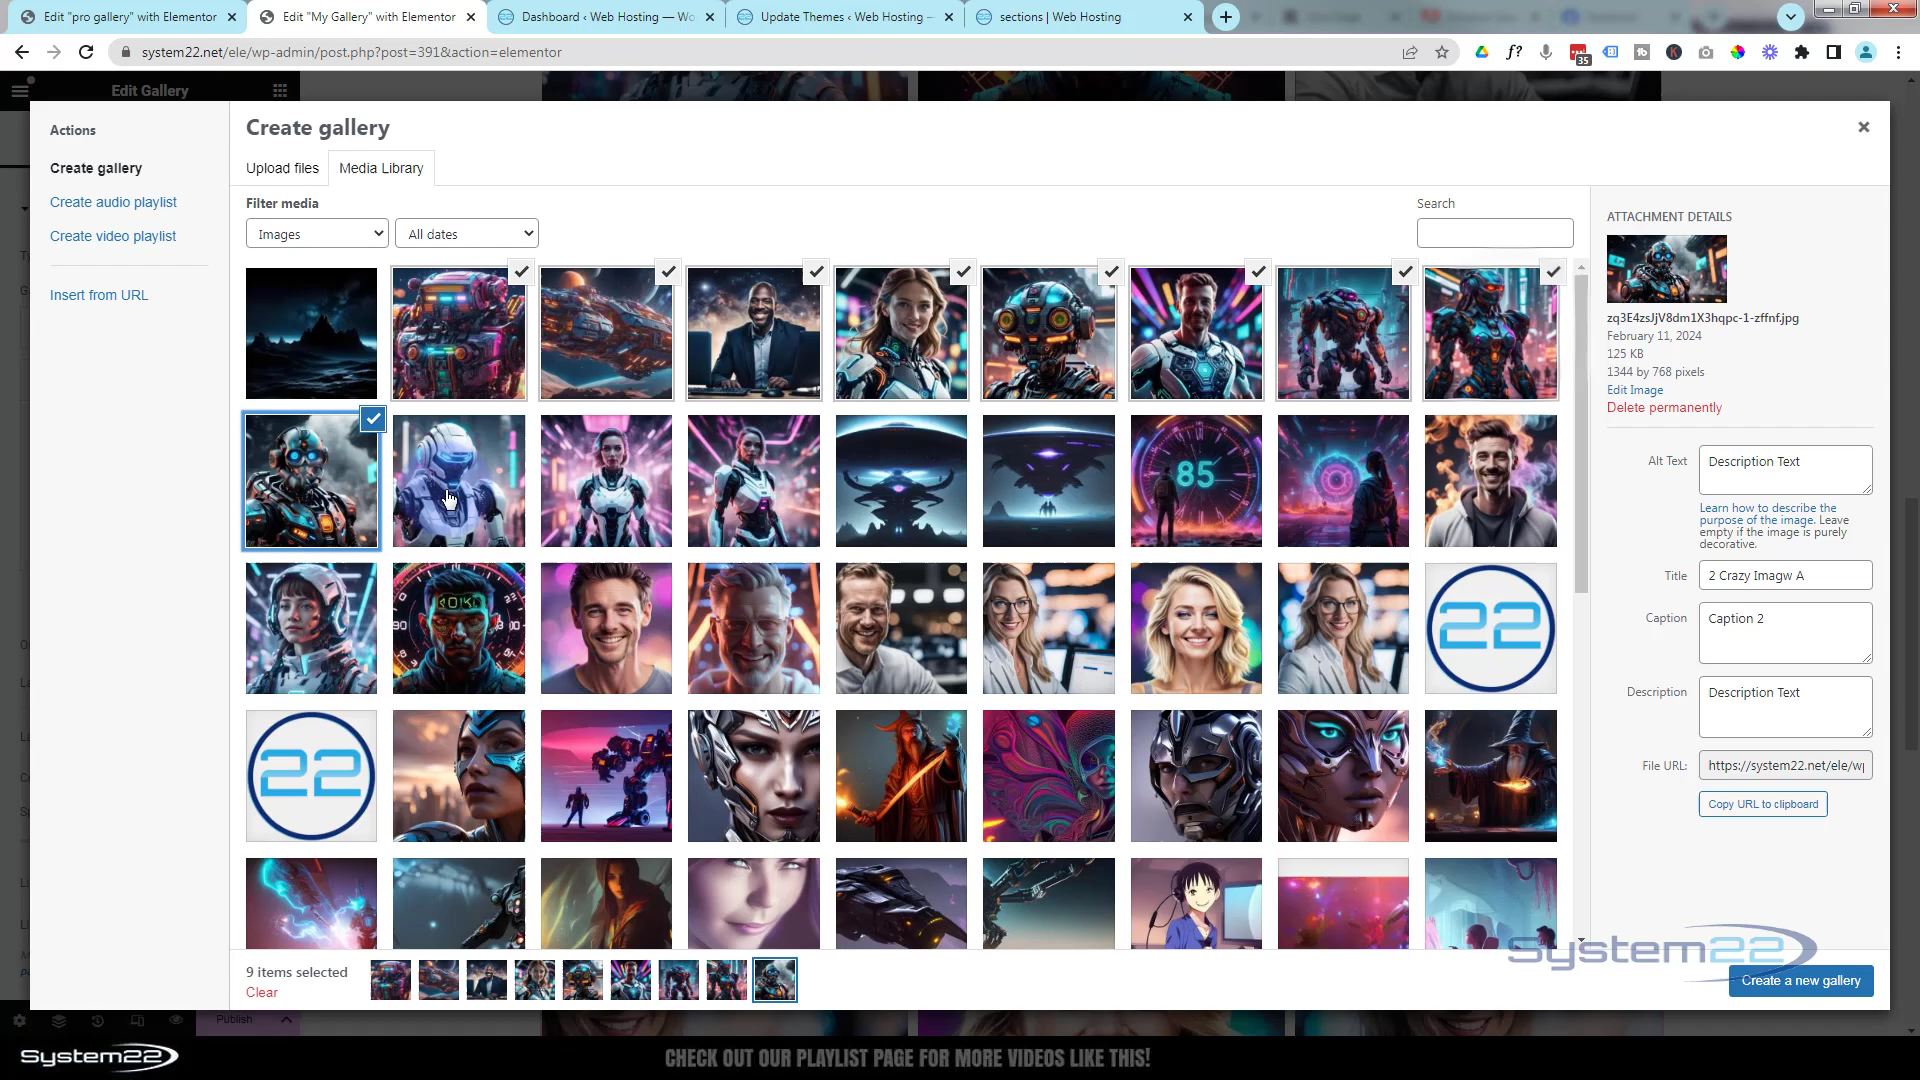 Edit "pro gallery" with Elementor
Edit "My Gallery" with Elementor
Dashboard ‹ Web Hosting — Wo
Update Themes ‹ Web Hosting —
sections | Web Hosting
system22.net/ele/wp-admin/post.php?post=391&action=elementor
35
Edit Gallery
Actions
Create gallery
Create audio playlist
Create video playlist
Insert from URL
Create gallery
Upload files
Media Library
Filter media
Images
All dates
Search
85
22
22
ATTACHMENT DETAILS
zq3E4zsJjV8dm1X3hqpc-1-zffnf.jpg
February 11, 2024
125 KB
1344 by 768 pixels
Edit Image
Delete permanently
Alt Text
Description Text
Learn how to describe the
purpose of the image. Leave
empty if the image is purely
decorative.
Title
2 Crazy Imagw A
Caption
Caption 2
Description
Description Text
File URL:
https://system22.net/ele/w
Copy URL to clipboard
9 items selected
Clear
System22
Create a new gallery
Publish
System22
CHECK OUT OUR PLAYLIST PAGE FOR MORE VIDEOS LIKE THIS!